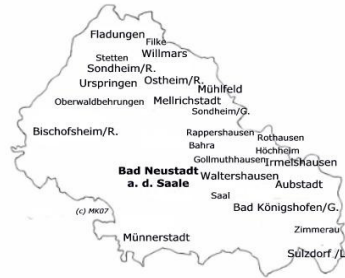 Fladungen
Filke
Willmars
Stetten
Sondheim/R.
Ostheim/R.
Urspringen
Mühlfeld
Oberwaldbehrungen
Mellrichstadt
Sondheim/G.
Bischofsheim/R.
Rappershausen
Rothausen
Bahra
Höchheim
Gollmuthhausen
Irmelshausen
Bad Neustadt
a. d. Saale
Waltershausen
Aubstadt
Saal
Bad Königshofen/G.
(c) MK07
Zimmerau
Münnerstadt
Sulzdorf /L